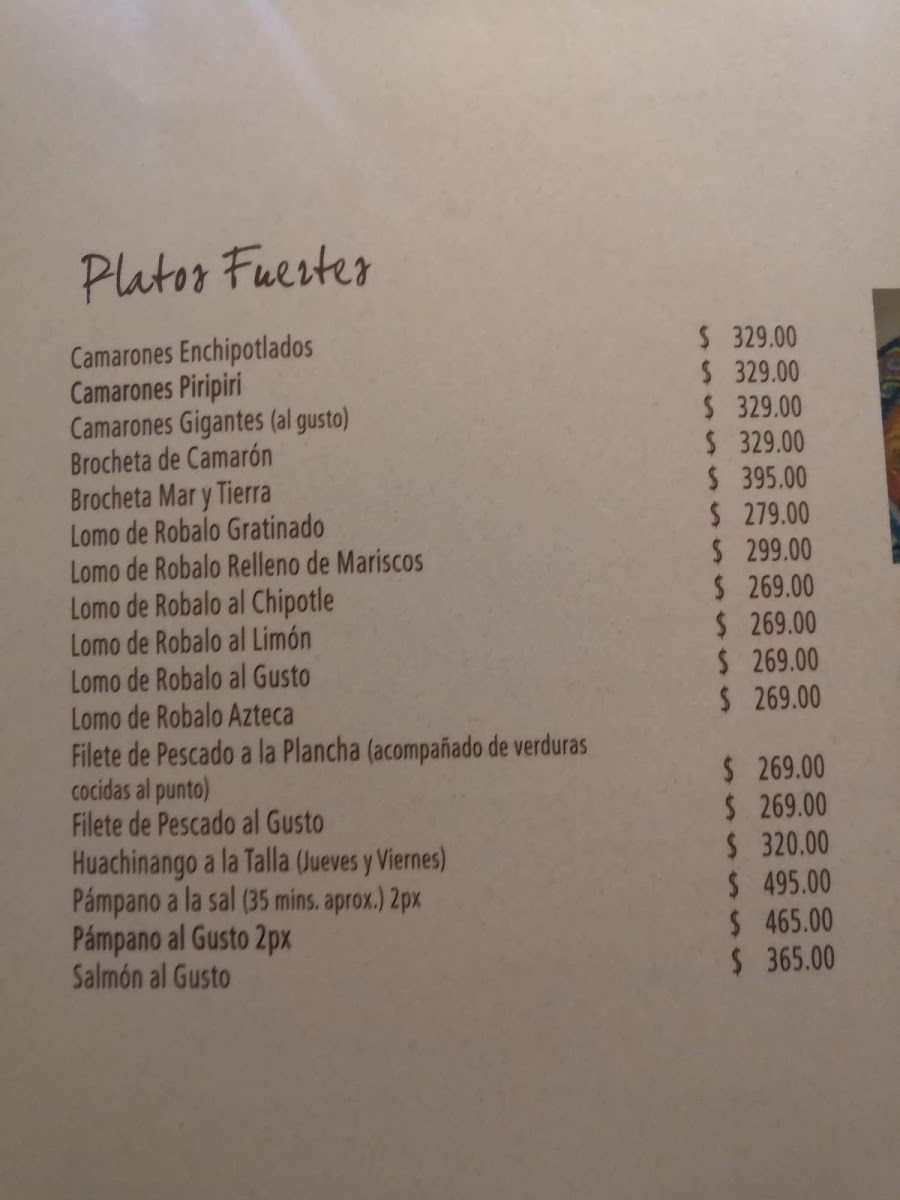 Platos Fuertes
Camarones Enchipotlados $ 329.00
Camarones Piripiri $ 329.00
Camarones Gigantes (al gusto) $ 329.00
Brocheta de Camarón $ 329.00
Brocheta Mar y Tierra $ 395.00
Lomo de Robalo Gratinado $ 279.00
Lomo de Robalo Relleno de Mariscos $ 299.00
Lomo de Robalo al Chipotle $ 269.00
Lomo de Robalo al Limón $ 269.00
Lomo de Robalo al Gusto $ 269.00
Lomo de Robalo Azteca $ 269.00
Filete de Pescado a la Plancha (acompañado de verduras
cocidas al punto) $ 269.00
Filete de Pescado al Gusto $ 269.00
Huachinango a la Talla (Jueves y Viernes) $ 320.00
Pámpano a la sal (35 mins. aprox.) 2px $ 495.00
Pámpano al Gusto 2px $ 465.00
Salmón al Gusto $ 365.00